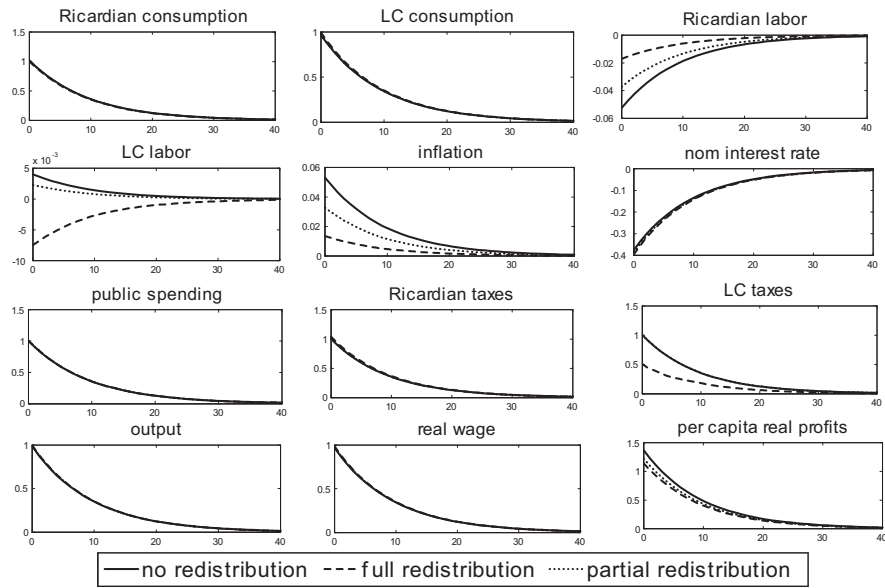 Ricardian consumption
1.5
1
0.5
0
0 10 20 30 40
LC consumption
1
0.5
0
0 10 20 30 40
Ricardian labor
0
-0.02
-0.04
-0.06
0 10 20 30 40
LC labor
x 10⁻³
5
0
-5
-10
0 10 20 30 40
inflation
0.06
0.04
0.02
0
0 10 20 30 40
nom interest rate
0
-0.1
-0.2
-0.3
-0.4
0 10 20 30 40
public spending
1.5
1
0.5
0
0 10 20 30 40
Ricardian taxes
1.5
1
0.5
0
0 10 20 30 40
LC taxes
1.5
1
0.5
0
0 10 20 30 40
output
1
0.5
0
0 10 20 30 40
real wage
1
0.5
0
0 10 20 30 40
per capita real profits
1.5
1
0.5
0
0 10 20 30 40
no redistribution full redistribution partial redistribution